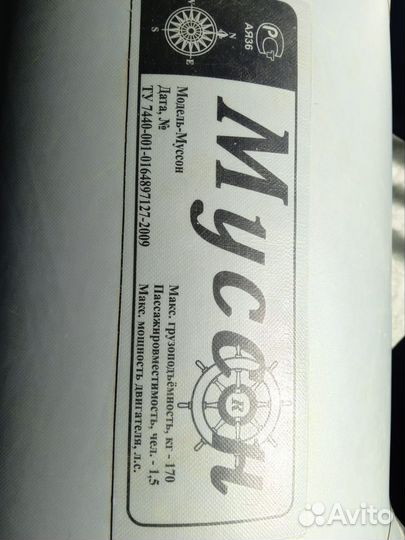 W
N
S
E
РСТ
АЯ36
Муссон
R
Модель-Муссон
Дата, №
ТУ 7440-001-0164897127-2009
Макс. грузоподъёмность, кг - 170
Пассажировместимость, чел. - 1,5
Макс. мощность двигателя, л.с.
Avito